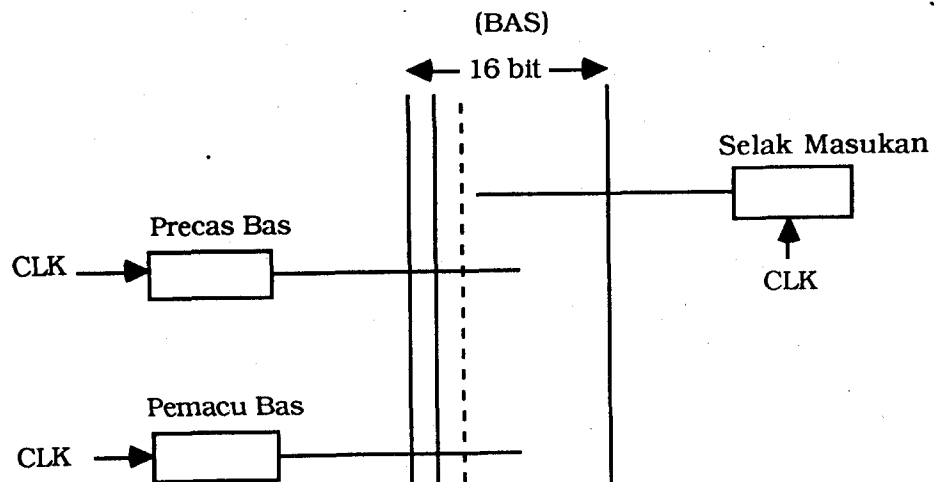 (BAS)
16 bit
Selak Masukan
Precas Bas
CLK
CLK
Pemacu Bas
CLK